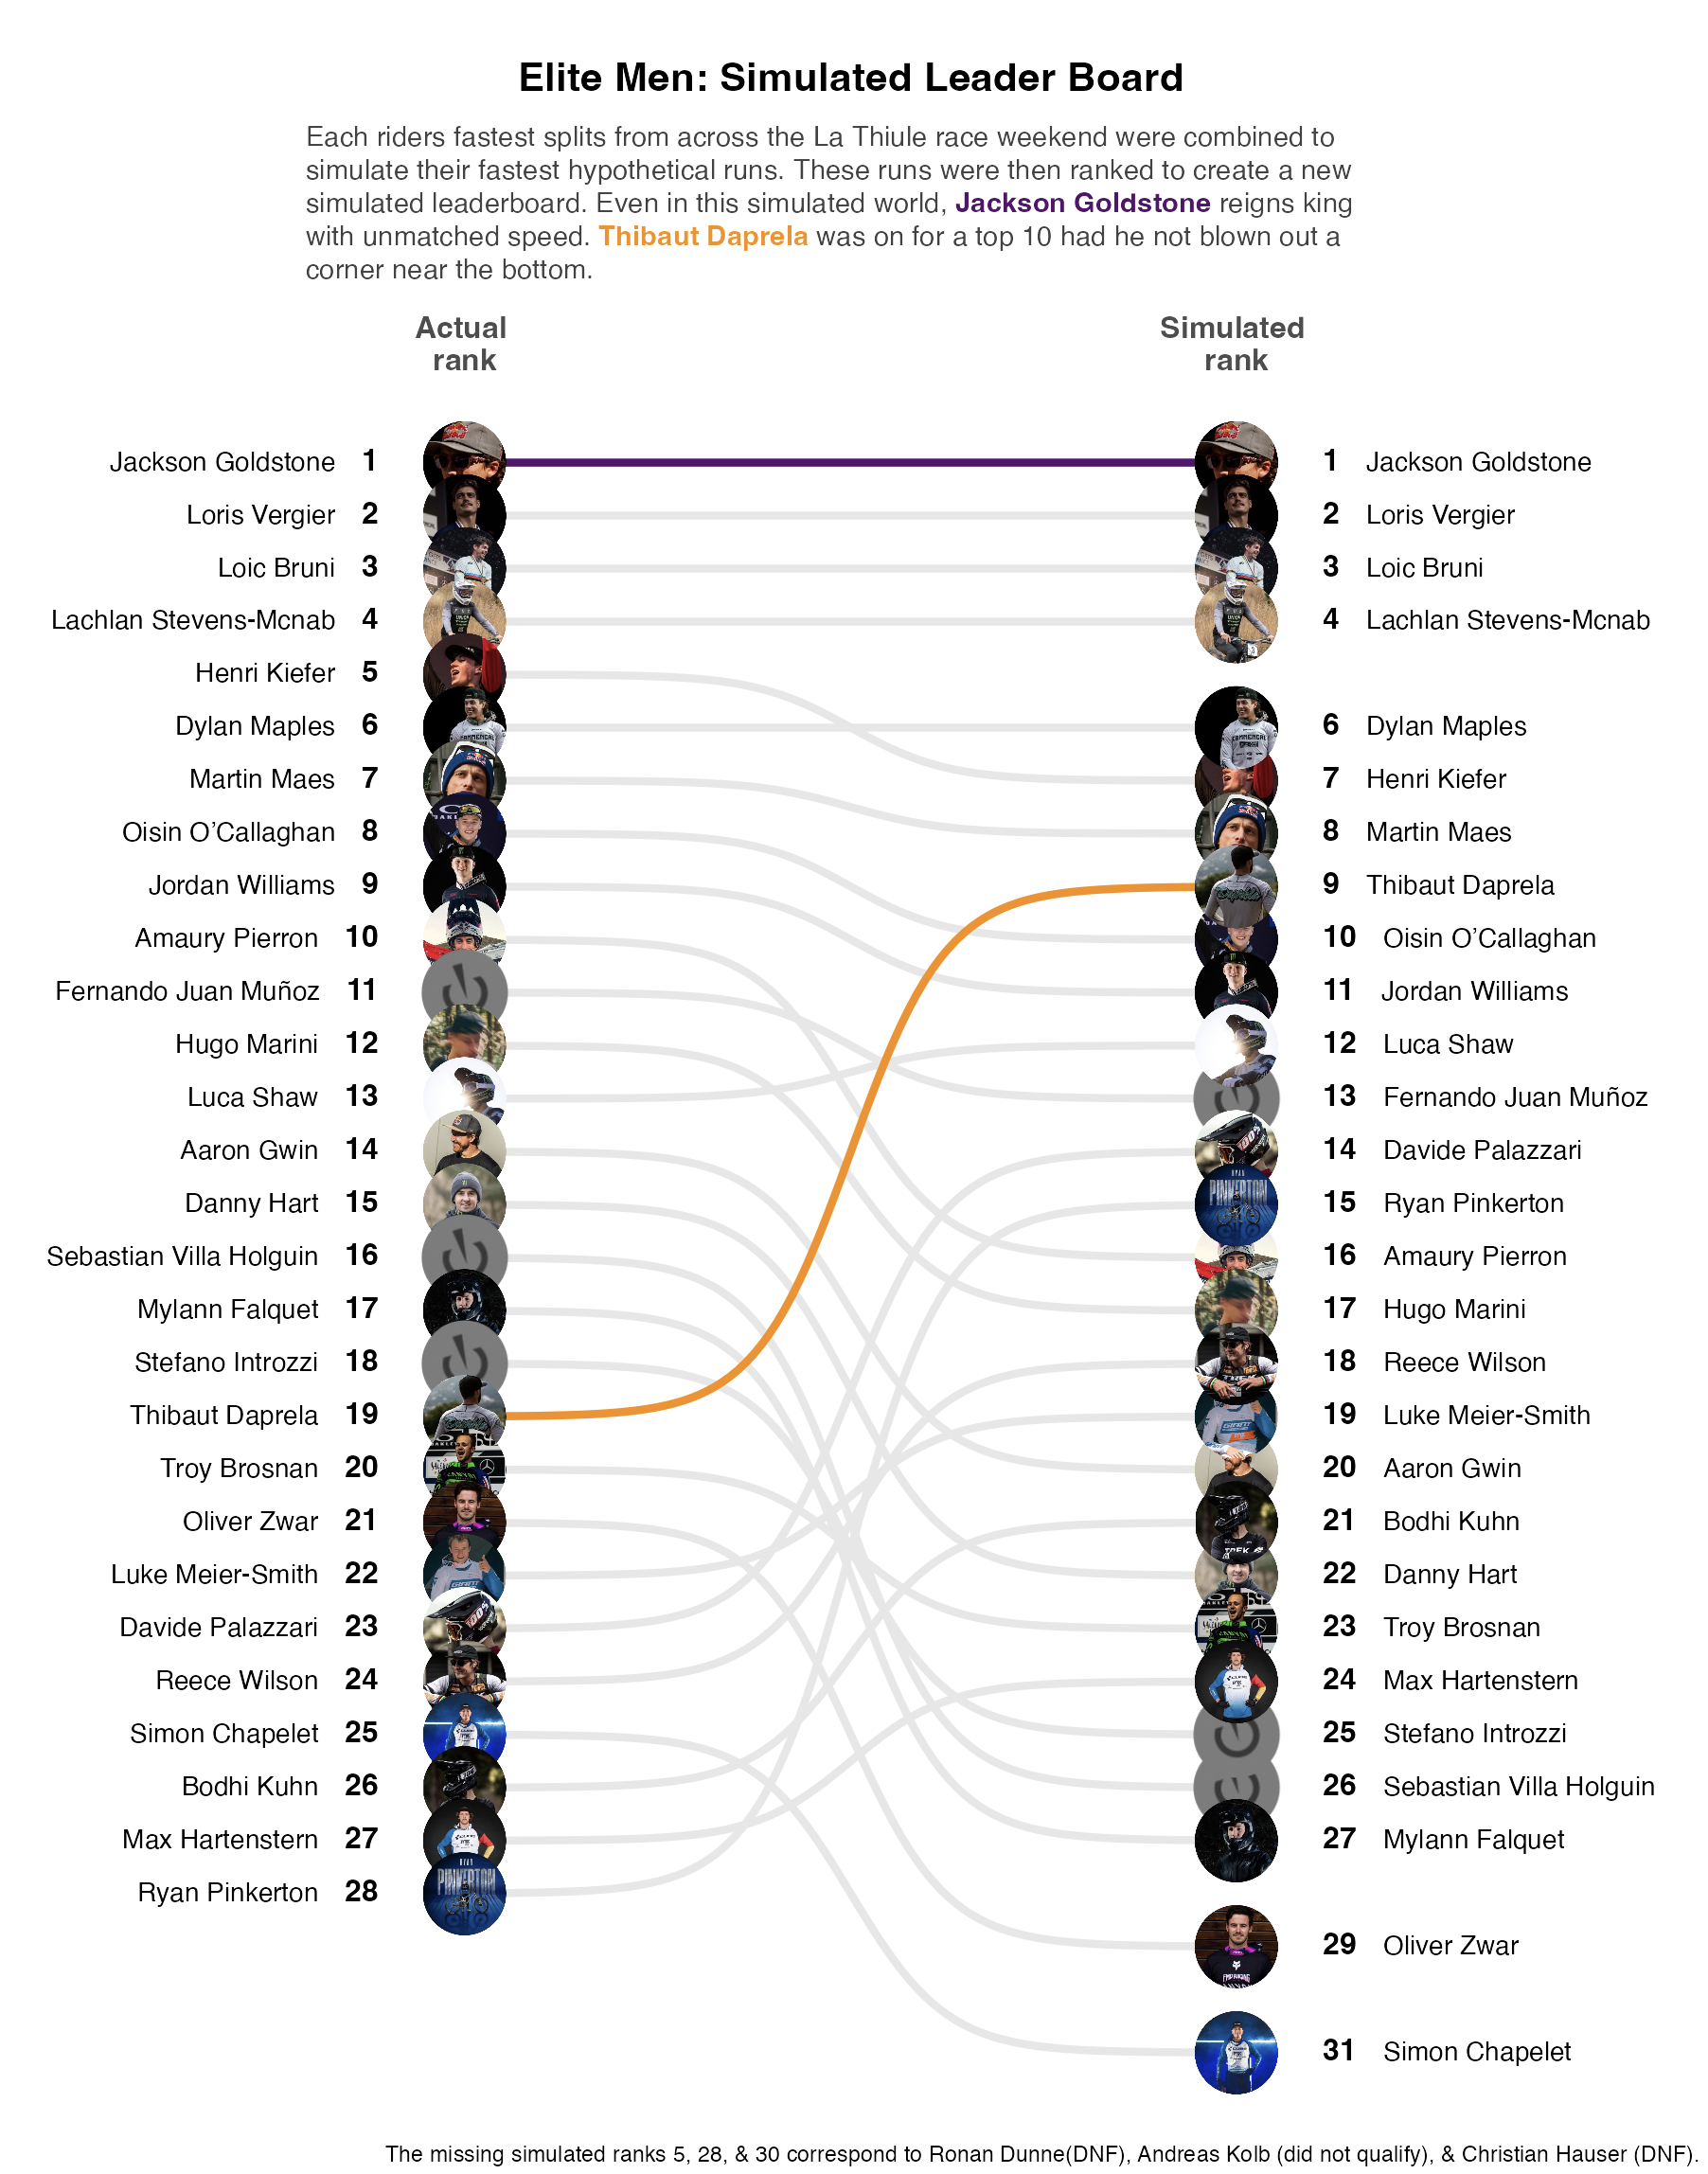 Elite Men: Simulated Leader Board
Each riders fastest splits from across the La Thiule race weekend were combined to
simulate their fastest hypothetical runs. These runs were then ranked to create a new
simulated leaderboard. Even in this simulated world, Jackson Goldstone reigns king
with unmatched speed. Thibaut Daprela was on for a top 10 had he not blown out a
corner near the bottom.
Actual
rank
Simulated
rank
Jackson Goldstone 1 1 Jackson Goldstone
Loris Vergier 2 2 Loris Vergier
Loic Bruni 3 3 Loic Bruni
Lachlan Stevens-Mcnab 4 4 Lachlan Stevens-Mcnab
Henri Kiefer 5
Dylan Maples 6 6 Dylan Maples
Martin Maes 7 7 Henri Kiefer
Oisin O’Callaghan 8 8 Martin Maes
Jordan Williams 9 9 Thibaut Daprela
Amaury Pierron 10 10 Oisin O’Callaghan
Fernando Juan Muñoz 11 11 Jordan Williams
Hugo Marini 12 12 Luca Shaw
Luca Shaw 13 13 Fernando Juan Muñoz
Aaron Gwin 14 14 Davide Palazzari
Danny Hart 15 15 Ryan Pinkerton
Sebastian Villa Holguin 16 16 Amaury Pierron
Mylann Falquet 17 17 Hugo Marini
Stefano Introzzi 18 18 Reece Wilson
Thibaut Daprela 19 19 Luke Meier-Smith
Troy Brosnan 20 20 Aaron Gwin
Oliver Zwar 21 21 Bodhi Kuhn
Luke Meier-Smith 22 22 Danny Hart
Davide Palazzari 23 23 Troy Brosnan
Reece Wilson 24 24 Max Hartenstern
Simon Chapelet 25 25 Stefano Introzzi
Bodhi Kuhn 26 26 Sebastian Villa Holguin
Max Hartenstern 27 27 Mylann Falquet
Ryan Pinkerton 28
29 Oliver Zwar
31 Simon Chapelet
The missing simulated ranks 5, 28, & 30 correspond to Ronan Dunne(DNF), Andreas Kolb (did not qualify), & Christian Hauser (DNF).